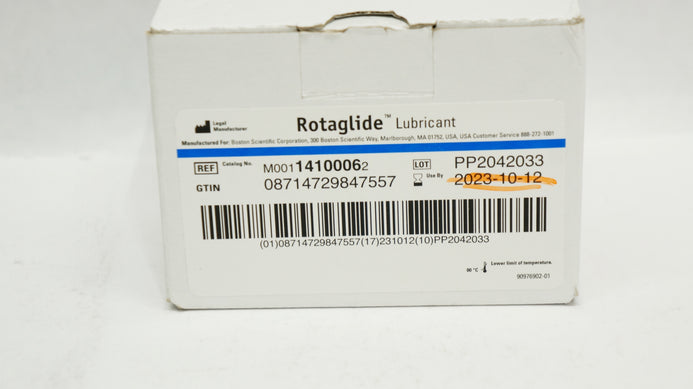 Legal
Manufacturer
Rotaglide™ Lubricant
Manufactured For: Boston Scientific Corporation, 300 Boston Scientific Way, Marlborough, MA 01752, USA, USA Customer Service 888-272-1001
REF Catalog No. M00114100062
LOT PP2042033
GTIN 08714729847557
Use By 2023-10-12
(01)08714729847557(17)231012(10)PP2042033
00 °C Lower limit of temperature.
90976902-01